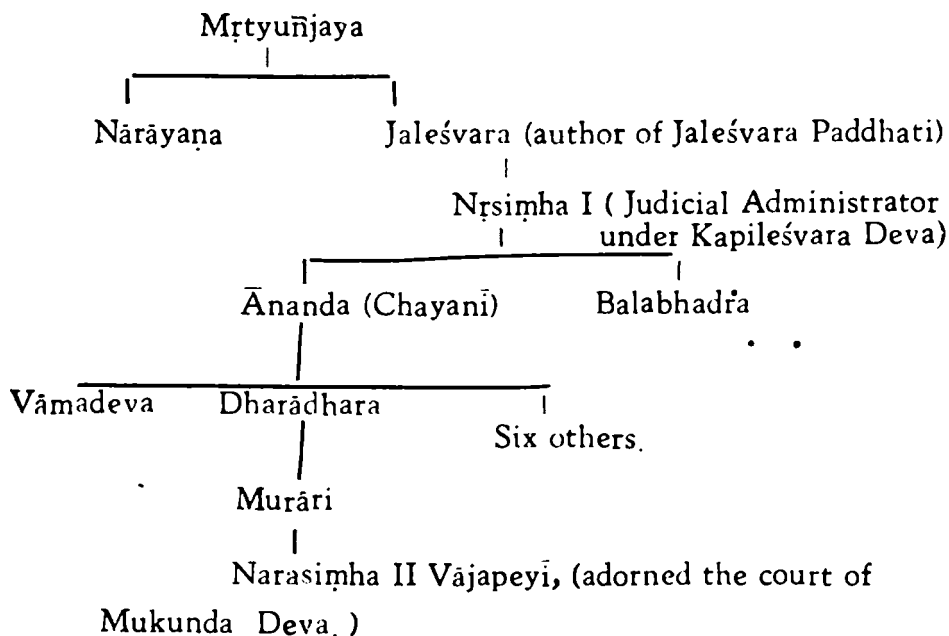 Mṛtyuñjaya
Nārāyaṇa Jaleśvara (author of Jaleśvara Paddhati)
Nṛsiṃha I ( Judicial Administrator
under Kapileśvara Deva)
Ānanda (Chayanī) Balabhadra
Vāmadeva Dharādhara
Six others.
Murāri
Narasiṃha II Vājapeyī, (adorned the court of
Mukunda Deva. )